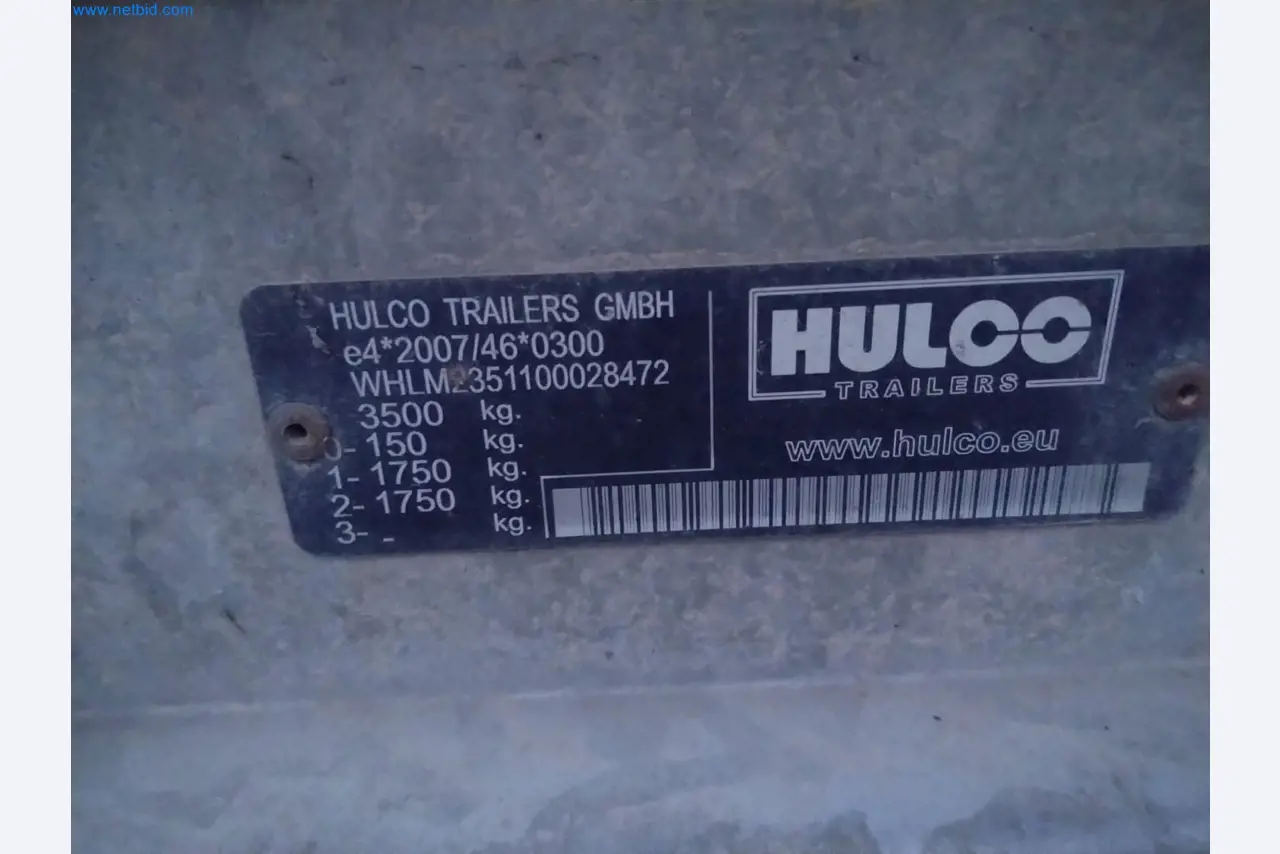 www.netbid.com
HULCO TRAILERS GMBH
e4*2007/46*0300
WHLM2351100028472
3500 kg.
0- 150 kg.
1- 1750 kg.
2- 1750 kg.
3- - kg.
HULCO
TRAILERS
www.hulco.eu